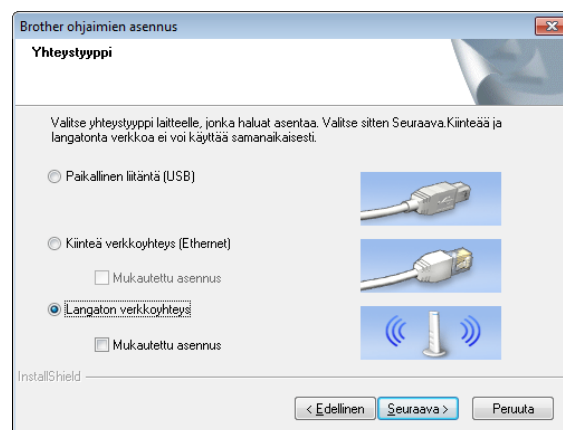 Brother ohjaimien asennus
Yhteystyyppi
Valitse yhteystyyppi laitteelle, jonka haluat asentaa. Valitse sitten Seuraava.Kiinteää ja
langatonta verkkoa ei voi käyttää samanaikaisesti.
Paikallinen liitäntä (USB)
Kiinteä verkkoyhteys (Ethernet)
Mukautettu asennus
Langaton verkkoyhteys
Mukautettu asennus
InstallShield
< Edellinen Seuraava > Peruuta